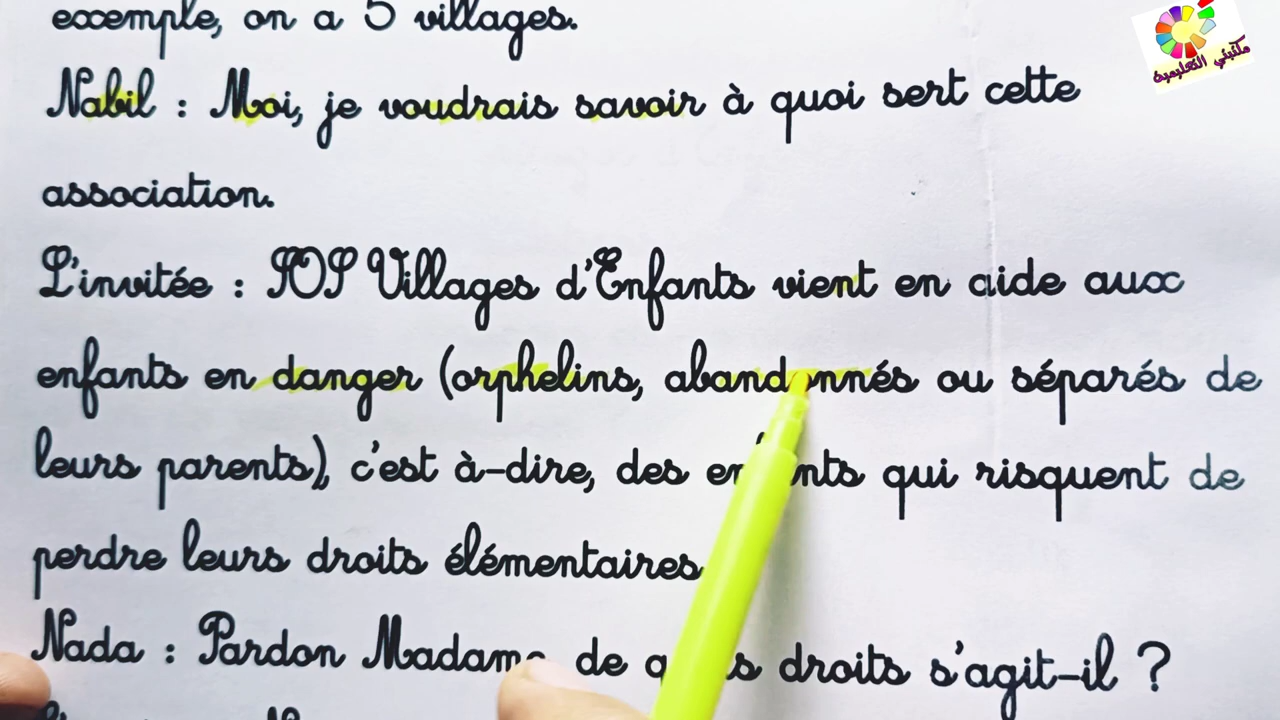 exemple, on a 5 villages.
مكتبتي التعليمية
Nabil : Moi, je voudrais savoir à quoi sert cette
association.
L'invitée : SOS Villages d'Enfants vient en aide aux
enfants en danger (orphelins, abandonnés ou séparés de
leurs parents), c'est à-dire, des enfants qui risquent de
perdre leurs droits élémentaires
Nada : Pardon Madame de droits s'agit-il ?